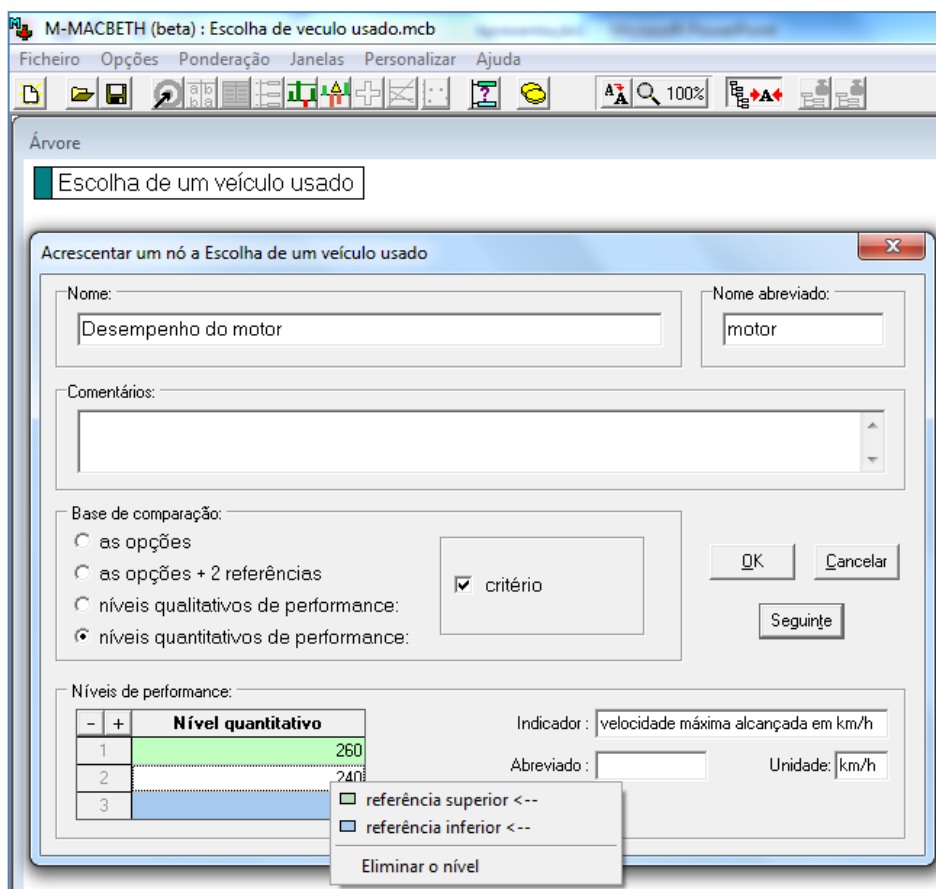 M-MACBETH (beta) : Escolha de veculo usado.mcb
Ficheiro Opções Ponderação Janelas Personalizar Ajuda
100%
Árvore
Escolha de um veículo usado
Acrescentar um nó a Escolha de um veículo usado
Nome: Nome abreviado:
Desempenho do motor motor
Comentários:
Base de comparação:
as opções
as opções + 2 referências
níveis qualitativos de performance:
níveis quantitativos de performance:
critério
OK Cancelar
Seguinte
Níveis de performance:
- + Nível quantitativo
1 260
2 240
3
Indicador : velocidade máxima alcançada em km/h
Abreviado : Unidade: km/h
referência superior <--
referência inferior <--
Eliminar o nível